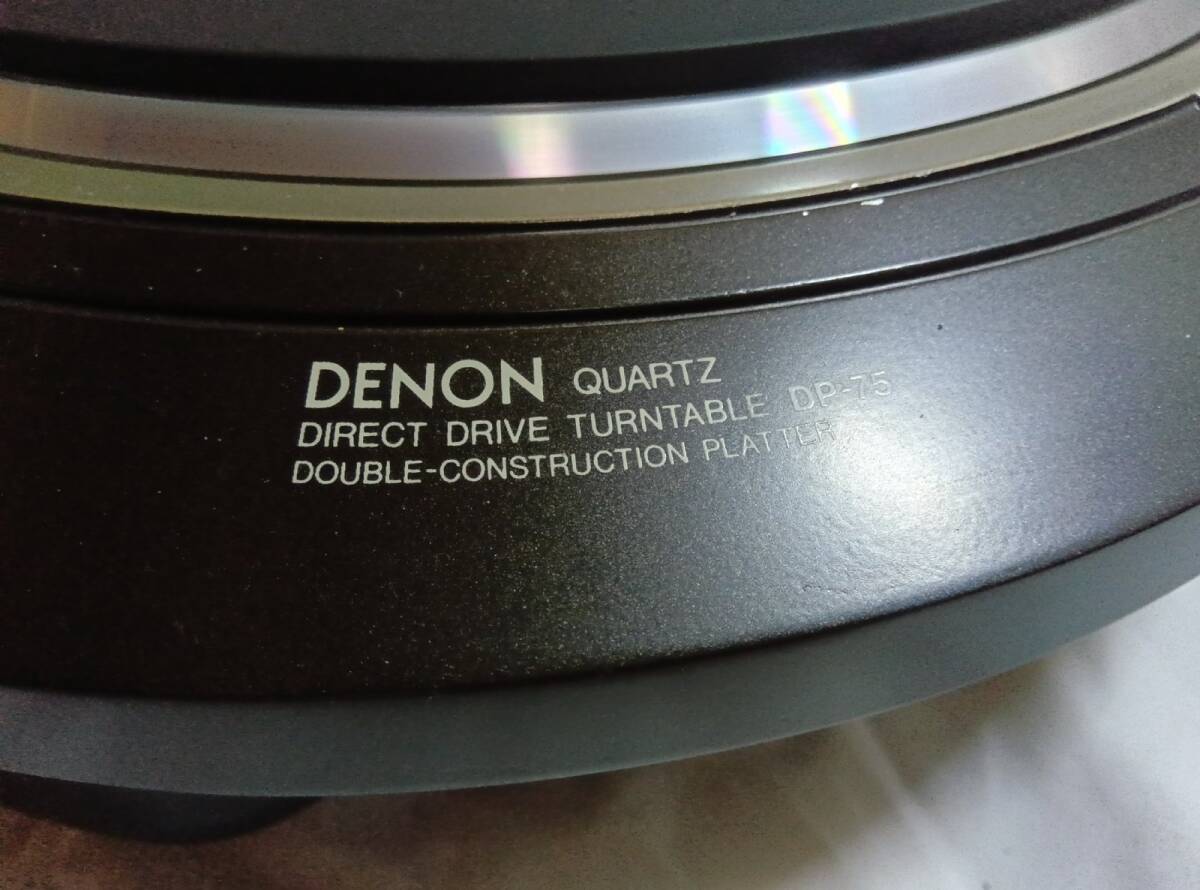 DENON QUARTZ
DIRECT DRIVE TURNTABLE DP-75
DOUBLE-CONSTRUCTION PLATTER